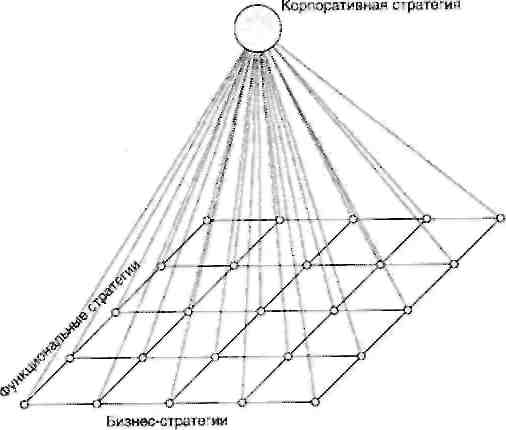 Корпоративная стратегия
Функциональные стратегии
Бизнес-стратегии